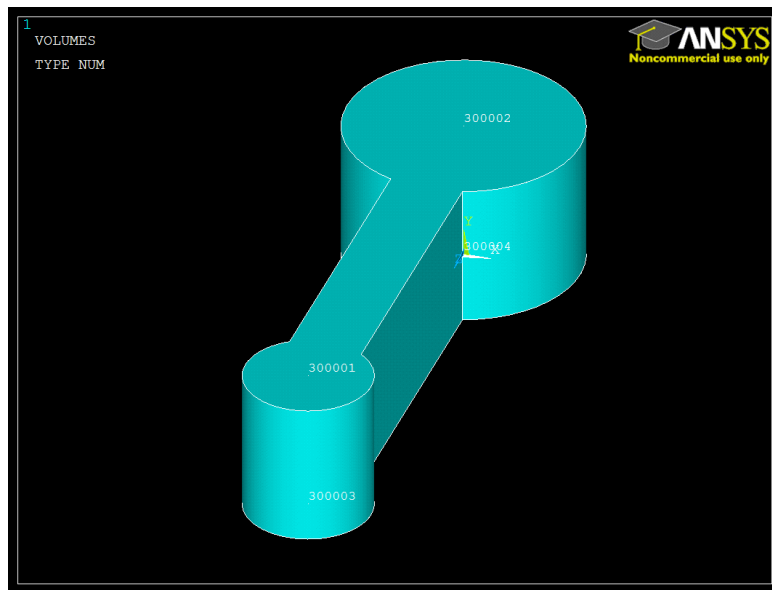 1
VOLUMES
TYPE NUM
ANSYS
Noncommercial use only
300002
Y
300004
X
300001
300003